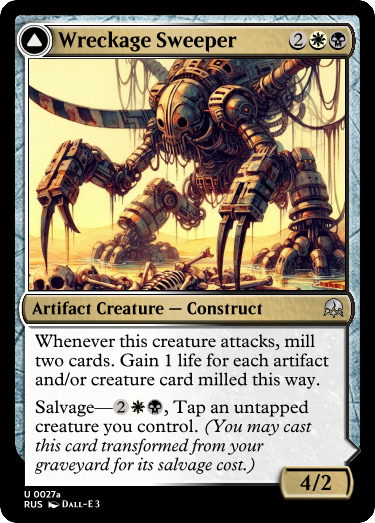 Wreckage Sweeper 2
Artifact Creature — Construct
Whenever this creature attacks, mill
two cards. Gain 1 life for each artifact
and/or creature card milled this way.
Salvage—2, Tap an untapped
creature you control. (You may cast
this card transformed from your
graveyard for its salvage cost.)
4/2
U 0027a
RUS DALL-E 3